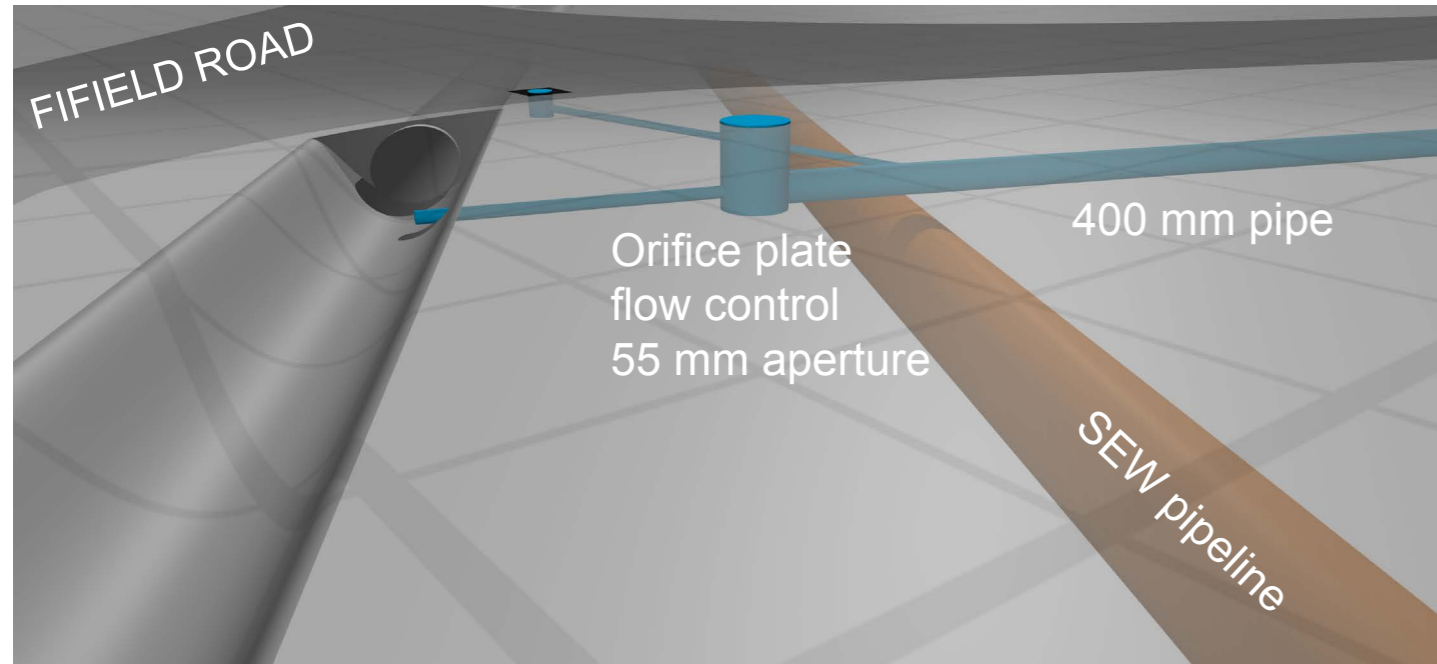 FIFIELD ROAD
400 mm pipe
Orifice plate
flow control
55 mm aperture
SEW pipeline